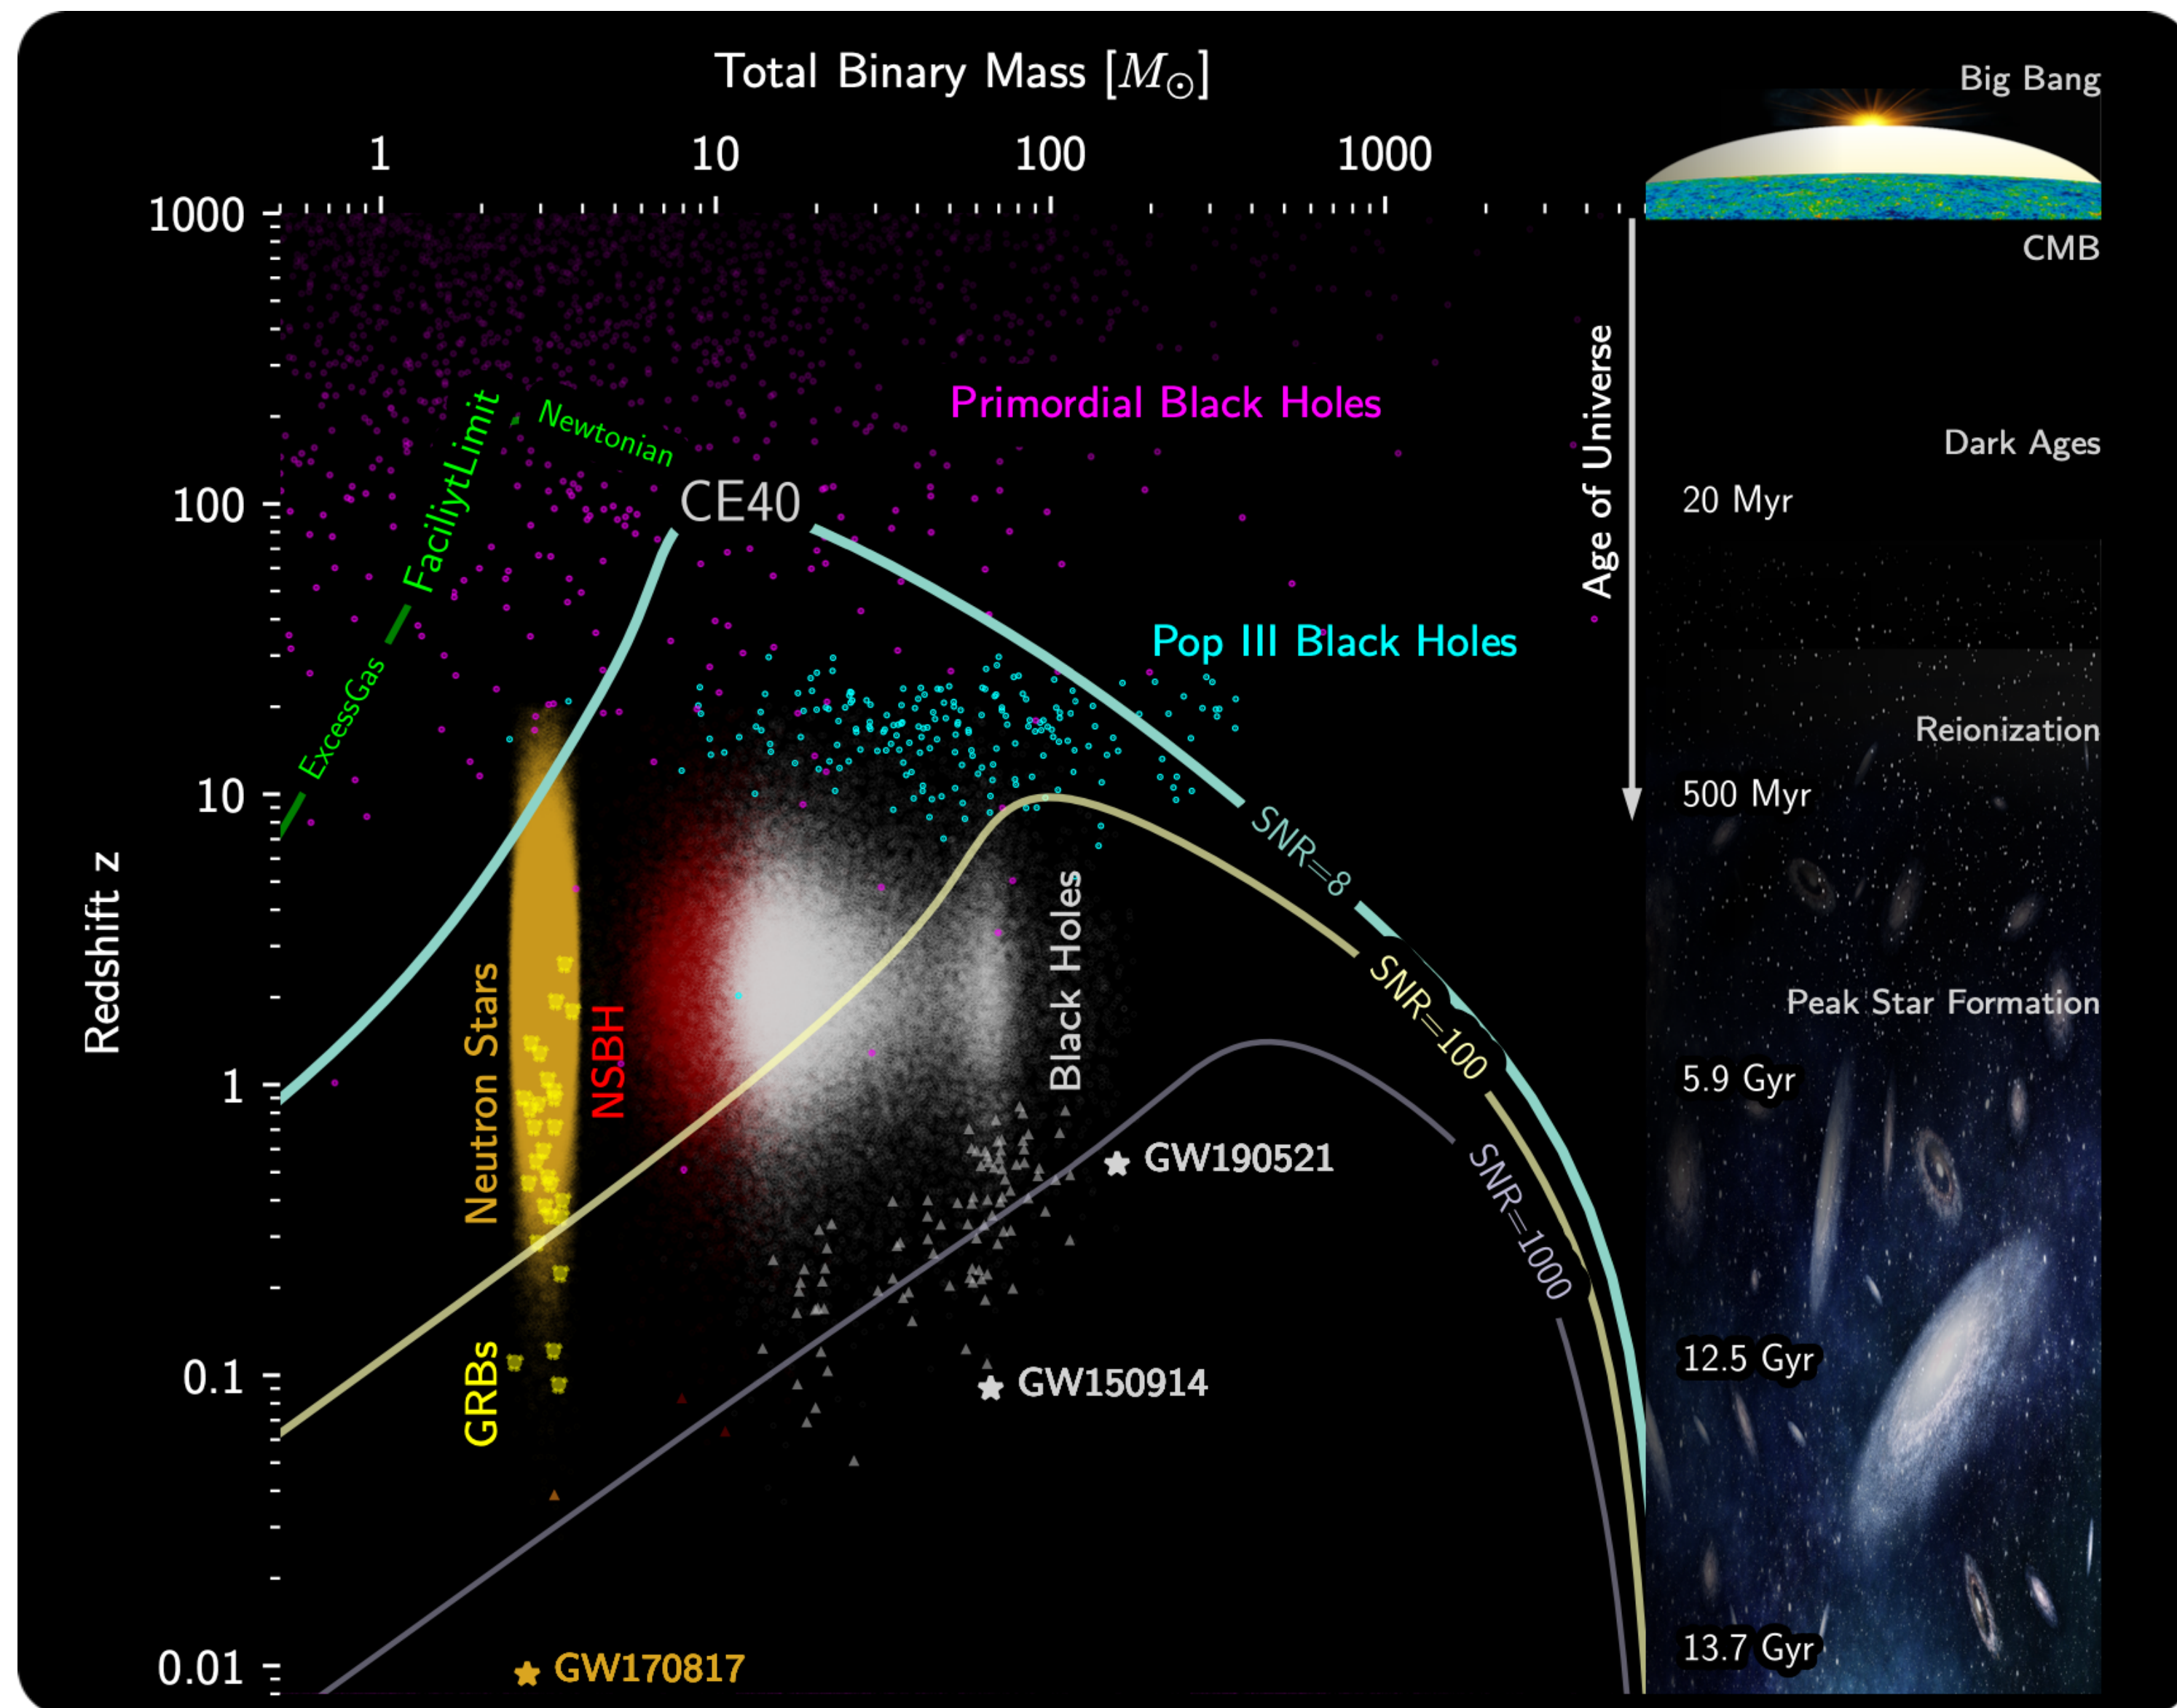 Total Binary Mass [M⊙]
1 10 100 1000
Big Bang
CMB
Dark Ages
20 Myr
Reionization
500 Myr
Peak Star Formation
5.9 Gyr
12.5 Gyr
13.7 Gyr
Age of Universe
Redshift z
1000
100
10
1
0.1
0.01
Primordial Black Holes
Newtonian
FaciliytLimit
ExcessGas
CE40
Pop III Black Holes
SNR=8
SNR=100
SNR=1000
Black Holes
Neutron Stars
NSBH
GRBs
GW190521
GW150914
GW170817